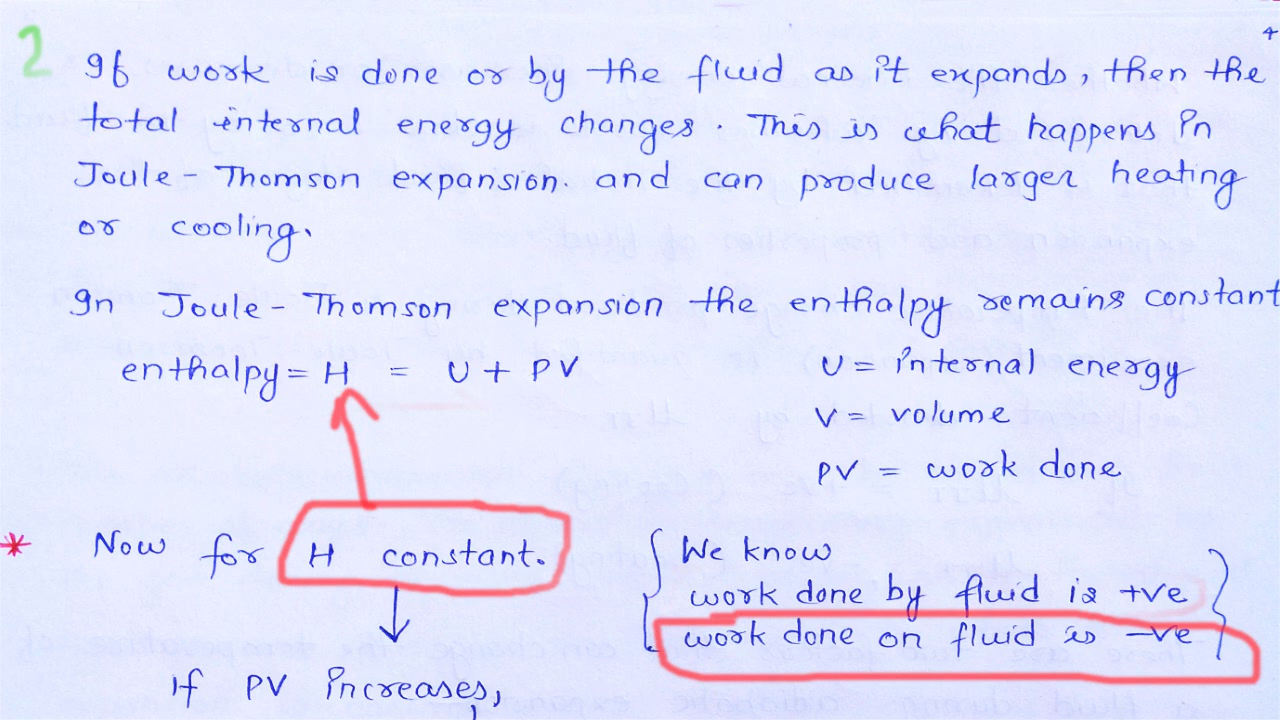 2
4
If work is done or by the fluid as it expands, then the
total internal energy changes. This is what happens in
Joule-Thomson expansion and can produce larger heating
or cooling.
In Joule-Thomson expansion the enthalpy remains constant
enthalpy = H = U + PV
U = internal energy
V = volume
PV = work done
* Now for H constant.
If PV increases,
{ We know
work done by fluid is +ve
work done on fluid is -ve }